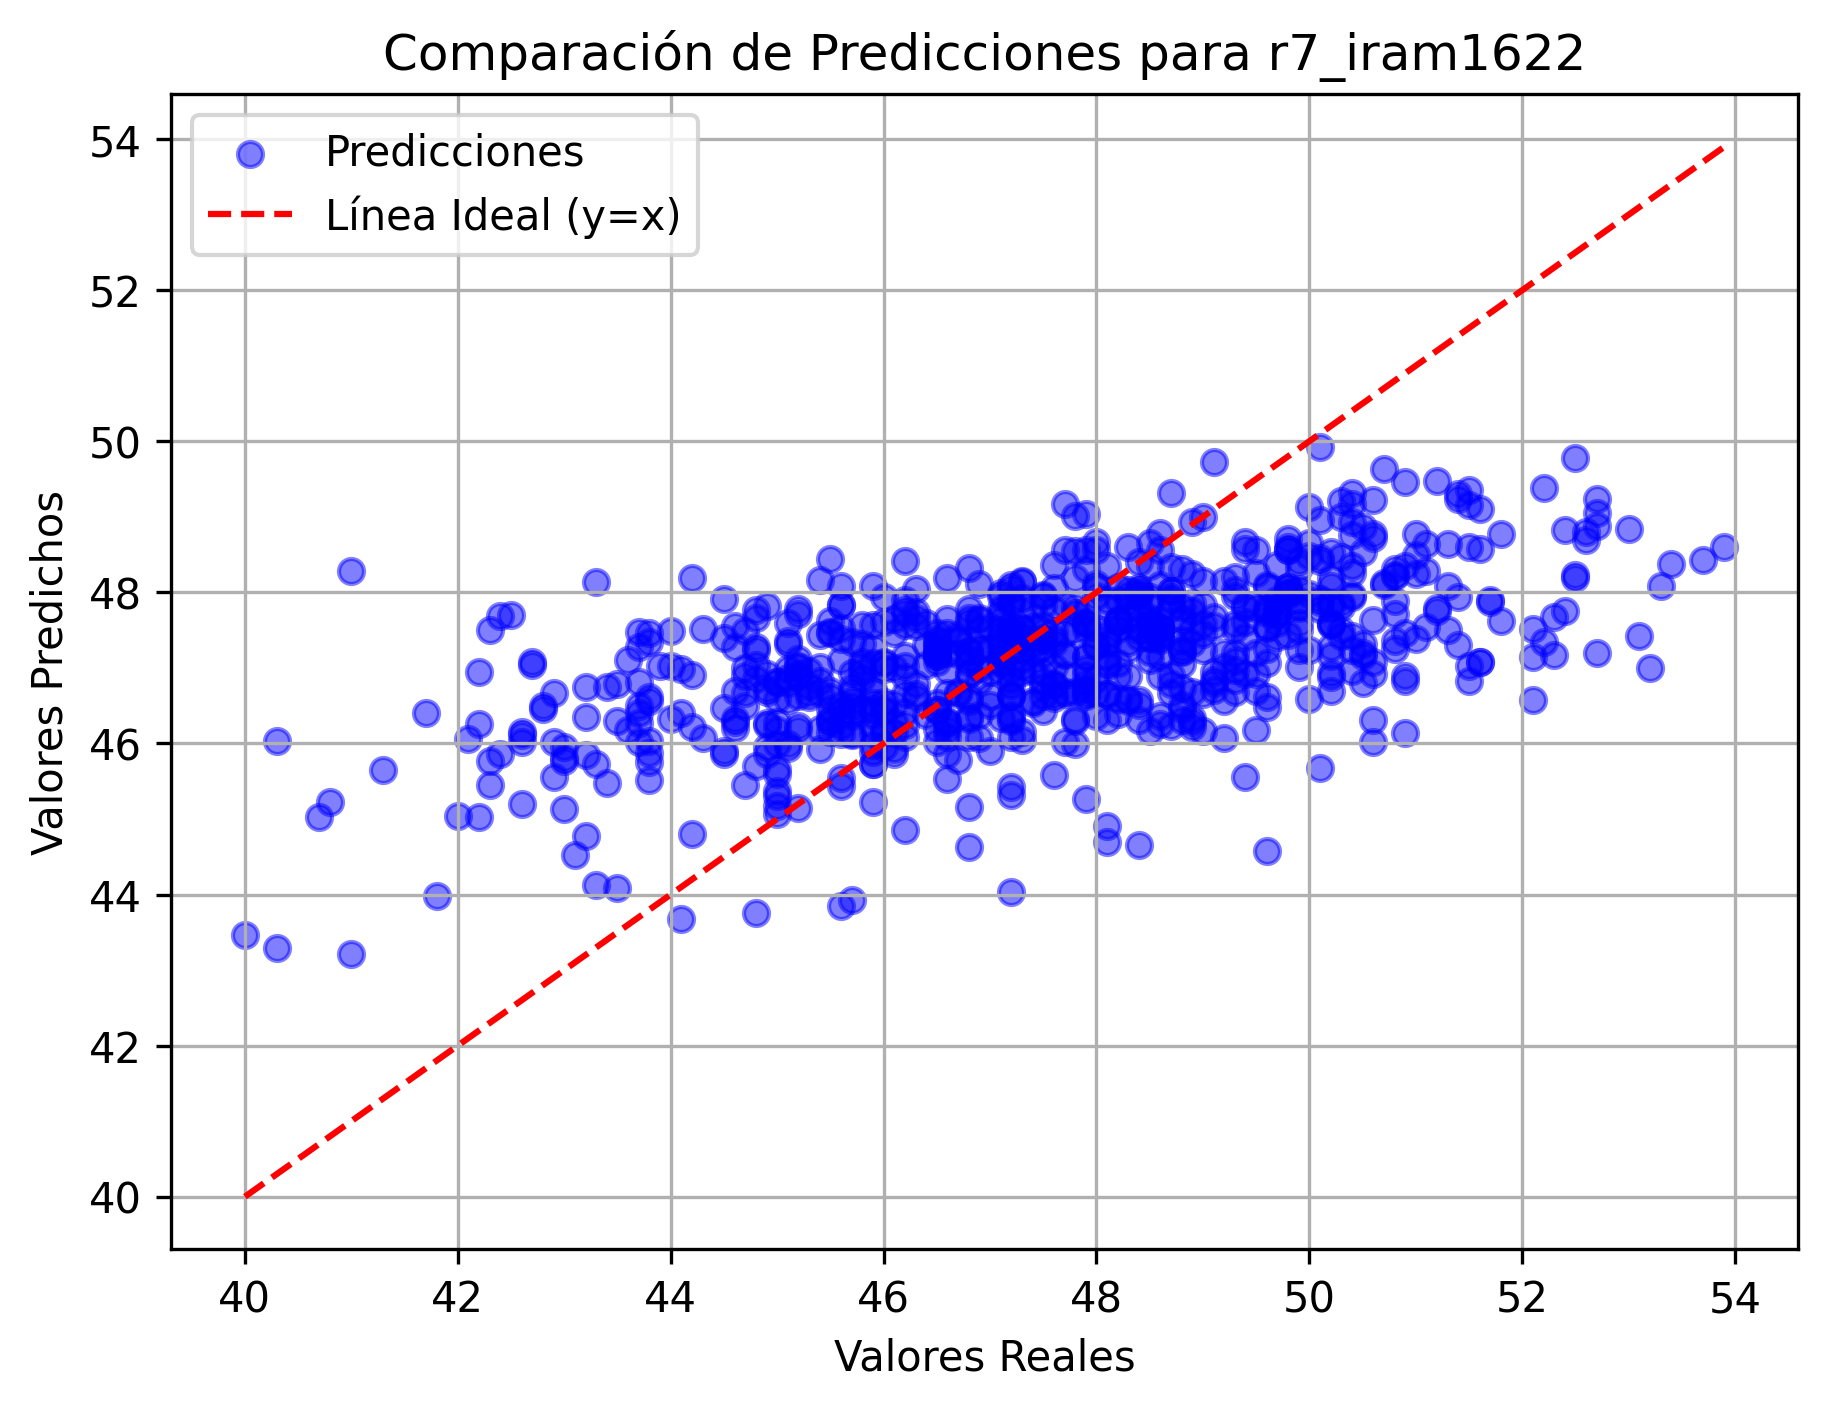 Comparación de Predicciones para r7_iram1622
Predicciones
Línea Ideal (y=x)
54
52
50
48
46
44
42
40
Valores Predichos
40 42 44 46 48 50 52 54
Valores Reales